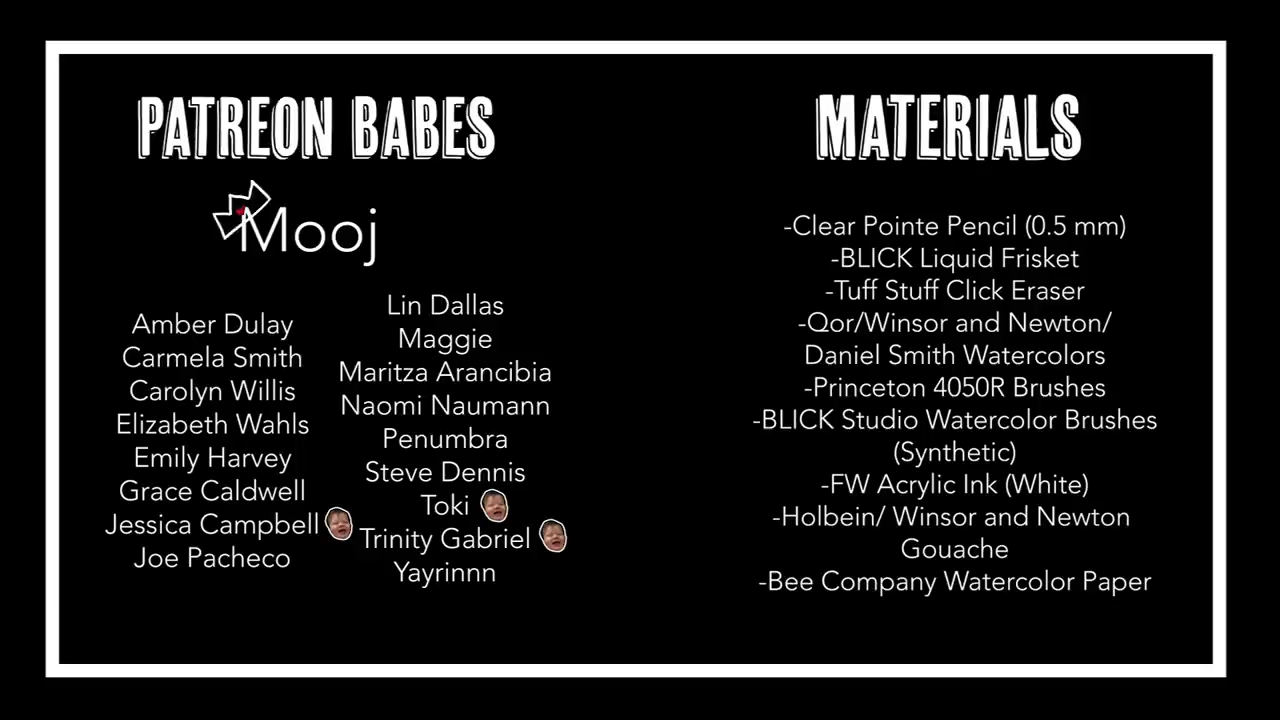 PATREON BABES
Mooj
Amber Dulay
Carmela Smith
Carolyn Willis
Elizabeth Wahls
Emily Harvey
Grace Caldwell
Jessica Campbell
Joe Pacheco
Lin Dallas
Maggie
Maritza Arancibia
Naomi Naumann
Penumbra
Steve Dennis
Toki
Trinity Gabriel
Yayrinnn
MATERIALS
-Clear Pointe Pencil (0.5 mm)
-BLICK Liquid Frisket
-Tuff Stuff Click Eraser
-Qor/Winsor and Newton/
Daniel Smith Watercolors
-Princeton 4050R Brushes
-BLICK Studio Watercolor Brushes
(Synthetic)
-FW Acrylic Ink (White)
-Holbein/ Winsor and Newton
Gouache
-Bee Company Watercolor Paper